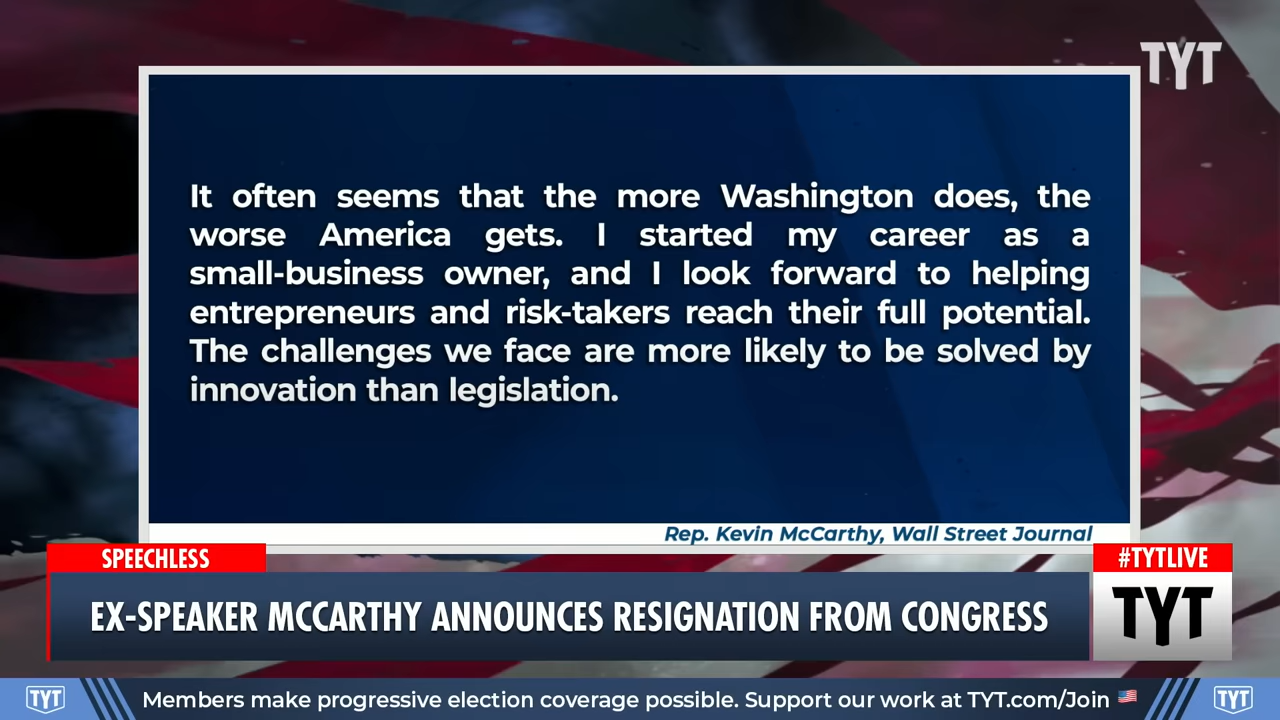 TYT
It often seems that the more Washington does, the
worse America gets. I started my career as a
small-business owner, and I look forward to helping
entrepreneurs and risk-takers reach their full potential.
The challenges we face are more likely to be solved by
innovation than legislation.
Rep. Kevin McCarthy, Wall Street Journal
SPEECHLESS
#TYTLIVE
EX-SPEAKER MCCARTHY ANNOUNCES RESIGNATION FROM CONGRESS
TYT
TYT
Members make progressive election coverage possible. Support our work at TYT.com/Join 🇺🇸
TYT